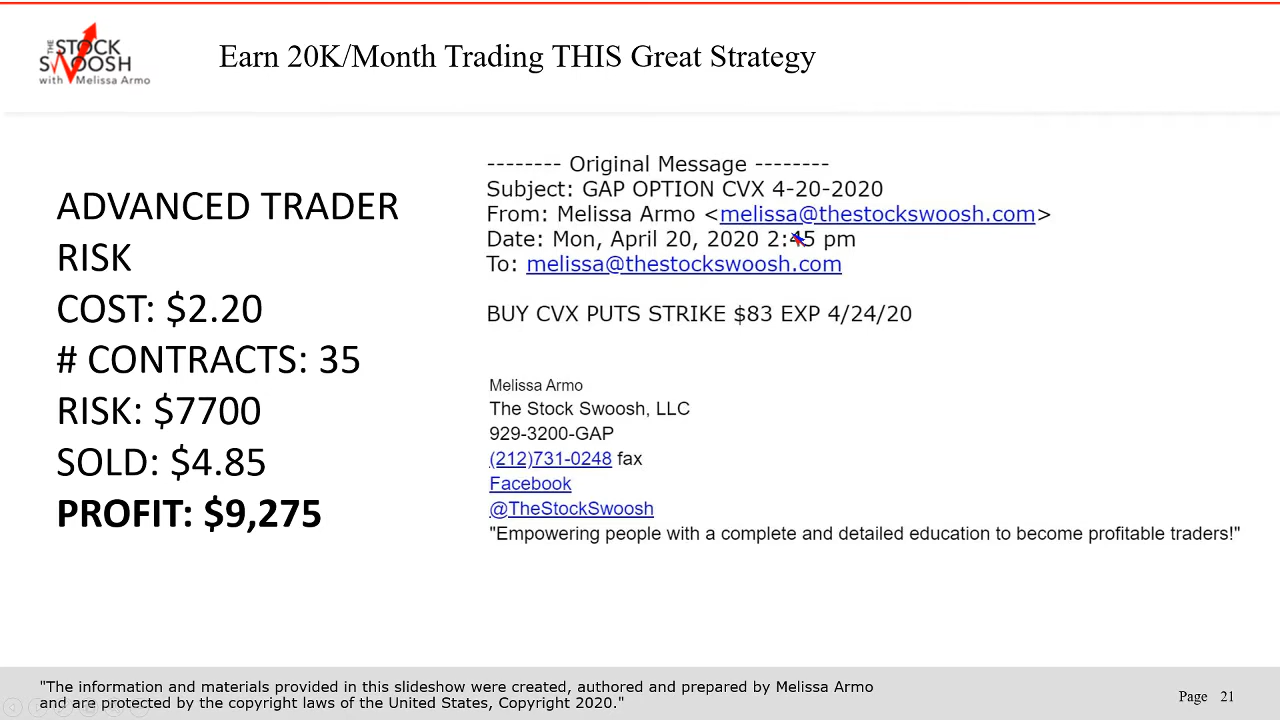 THE STOCK
SWOOSH
with Melissa Armo
Earn 20K/Month Trading THIS Great Strategy
ADVANCED TRADER
RISK
COST: $2.20
# CONTRACTS: 35
RISK: $7700
SOLD: $4.85
PROFIT: $9,275
-------- Original Message --------
Subject: GAP OPTION CVX 4-20-2020
From: Melissa Armo <melissa@thestockswoosh.com>
Date: Mon, April 20, 2020 2:45 pm
To: melissa@thestockswoosh.com
BUY CVX PUTS STRIKE $83 EXP 4/24/20
Melissa Armo
The Stock Swoosh, LLC
929-3200-GAP
(212)731-0248 fax
Facebook
@TheStockSwoosh
"Empowering people with a complete and detailed education to become profitable traders!"
"The information and materials provided in this slideshow were created, authored and prepared by Melissa Armo
and are protected by the copyright laws of the United States, Copyright 2020."
Page 21